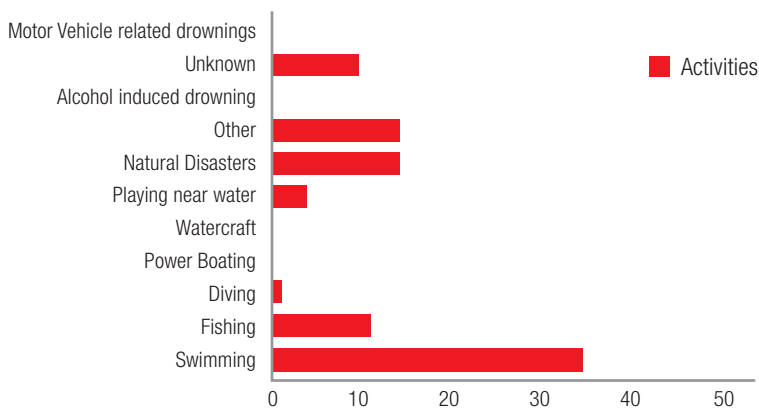 Motor Vehicle related drownings
Unknown
Activities
Alcohol induced drowning
Other
Natural Disasters
Playing near water
Watercraft
Power Boating
Diving
Fishing
Swimming
0 10 20 30 40 50